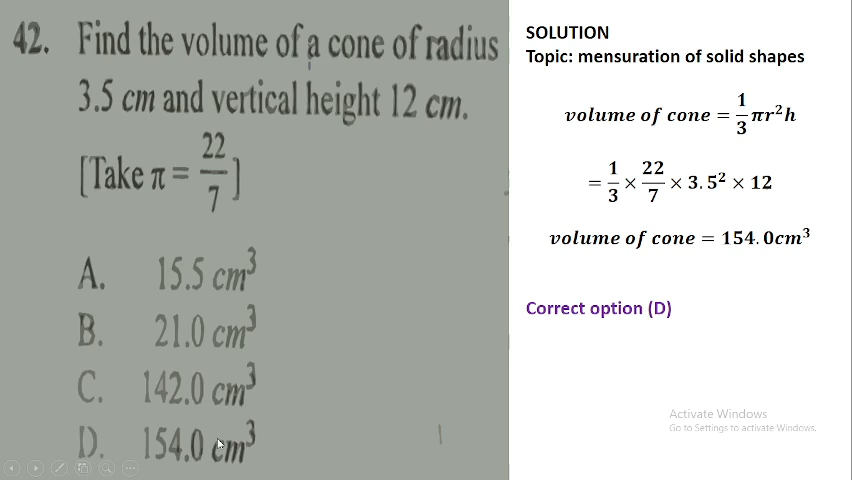 42. Find the volume of a cone of radius
3.5 cm and vertical height 12 cm.
[Take π = 22/7]
A. 15.5 cm³
B. 21.0 cm³
C. 142.0 cm³
D. 154.0 cm³
SOLUTION
Topic: mensuration of solid shapes
volume of cone = 1/3 πr²h
= 1/3 × 22/7 × 3.5² × 12
volume of cone = 154.0cm³
Correct option (D)
Activate Windows
Go to Settings to activate Windows.